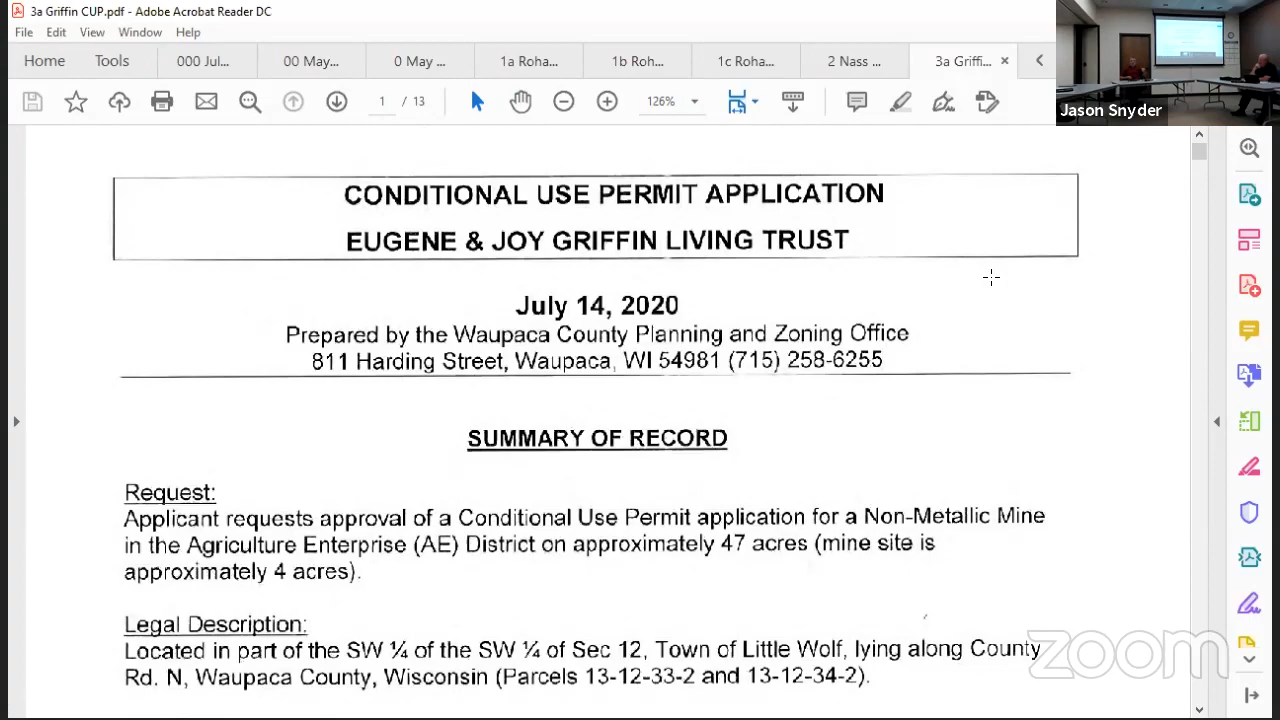 3a Griffin CUP.pdf - Adobe Acrobat Reader DC
File Edit View Window Help
Home Tools 000 Jul... 00 May ... 0 May ... 1a Roha... 1b Roh... 1c Roha... 2 Nass ... 3a Griffi...
1 / 13 126%
Jason Snyder
CONDITIONAL USE PERMIT APPLICATION
EUGENE & JOY GRIFFIN LIVING TRUST
July 14, 2020
Prepared by the Waupaca County Planning and Zoning Office
811 Harding Street, Waupaca, WI 54981 (715) 258-6255
SUMMARY OF RECORD
Request:
Applicant requests approval of a Conditional Use Permit application for a Non-Metallic Mine
in the Agriculture Enterprise (AE) District on approximately 47 acres (mine site is
approximately 4 acres).
Legal Description:
Located in part of the SW ¼ of the SW ¼ of Sec 12, Town of Little Wolf, lying along County
Rd. N, Waupaca County, Wisconsin (Parcels 13-12-33-2 and 13-12-34-2).
zoom